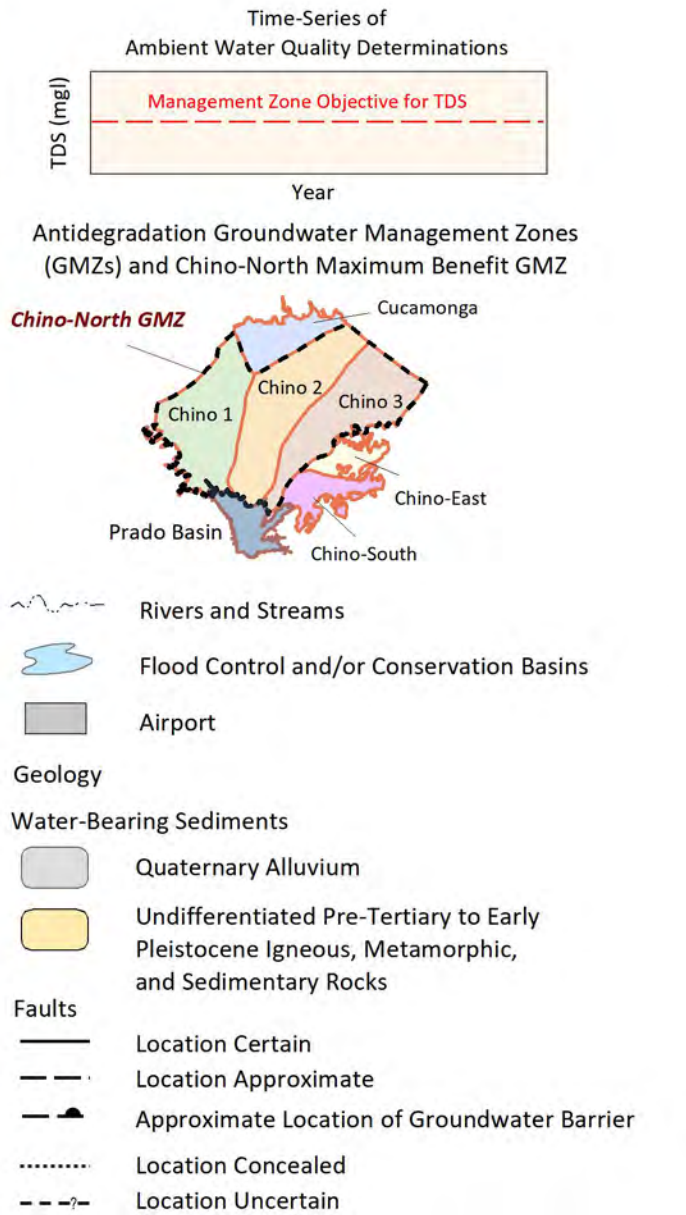 Time-Series of
Ambient Water Quality Determinations
Management Zone Objective for TDS
TDS (mgl)
Year
Antidegradation Groundwater Management Zones
(GMZs) and Chino-North Maximum Benefit GMZ
Chino-North GMZ
Cucamonga
Chino 2
Chino 1
Chino 3
Chino-East
Prado Basin
Chino-South
Rivers and Streams
Flood Control and/or Conservation Basins
Airport
Geology
Water-Bearing Sediments
Quaternary Alluvium
Undifferentiated Pre-Tertiary to Early
Pleistocene Igneous, Metamorphic,
and Sedimentary Rocks
Faults
Location Certain
Location Approximate
Approximate Location of Groundwater Barrier
Location Concealed
?
Location Uncertain